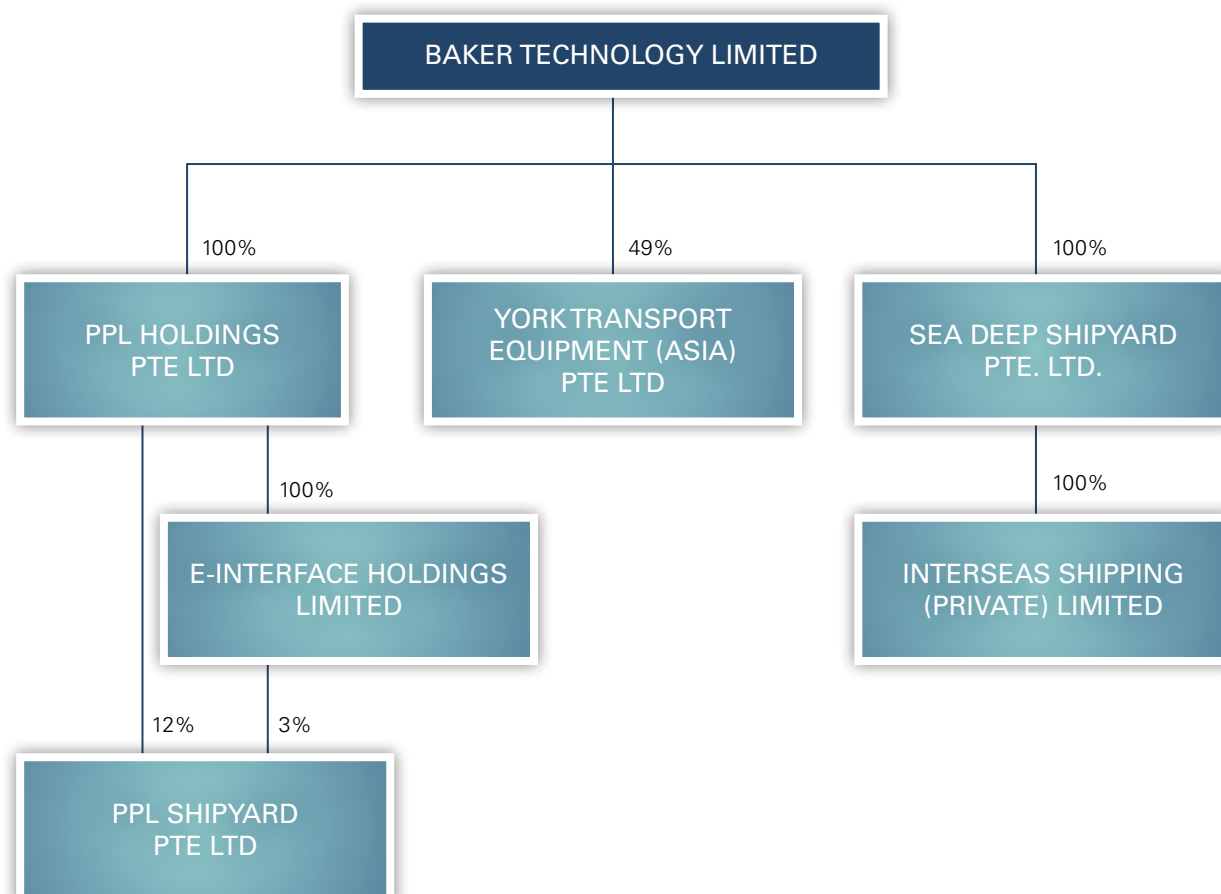 BAKER TECHNOLOGY LIMITED
100%
49%
100%
PPL HOLDINGS
PTE LTD
YORK TRANSPORT
EQUIPMENT (ASIA)
PTE LTD
SEA DEEP SHIPYARD
PTE. LTD.
100%
100%
E-INTERFACE HOLDINGS
LIMITED
INTERSEAS SHIPPING
(PRIVATE) LIMITED
12%
3%
PPL SHIPYARD
PTE LTD